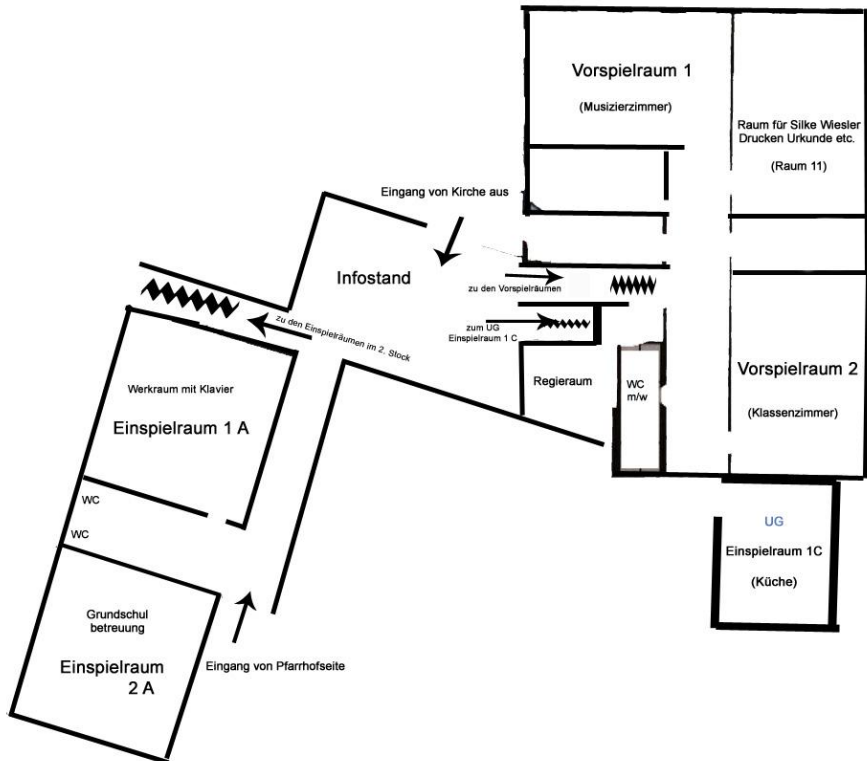 Vorspielraum 1
(Musizierzimmer)
Raum für Silke Wiesler
Drucken Urkunde etc.
(Raum 11)
Eingang von Kirche aus
Infostand
zu den Vorspielräumen
zum UG
Einspielraum 1 C
zu den Einspielräumen im 2. Stock
Werkraum mit Klavier
Einspielraum 1 A
Regieraum
WC
m/w
Vorspielraum 2
(Klassenzimmer)
WC
WC
UG
Einspielraum 1C
(Küche)
Grundschul
betreuung
Einspielraum
2 A
Eingang von Pfarrhofseite